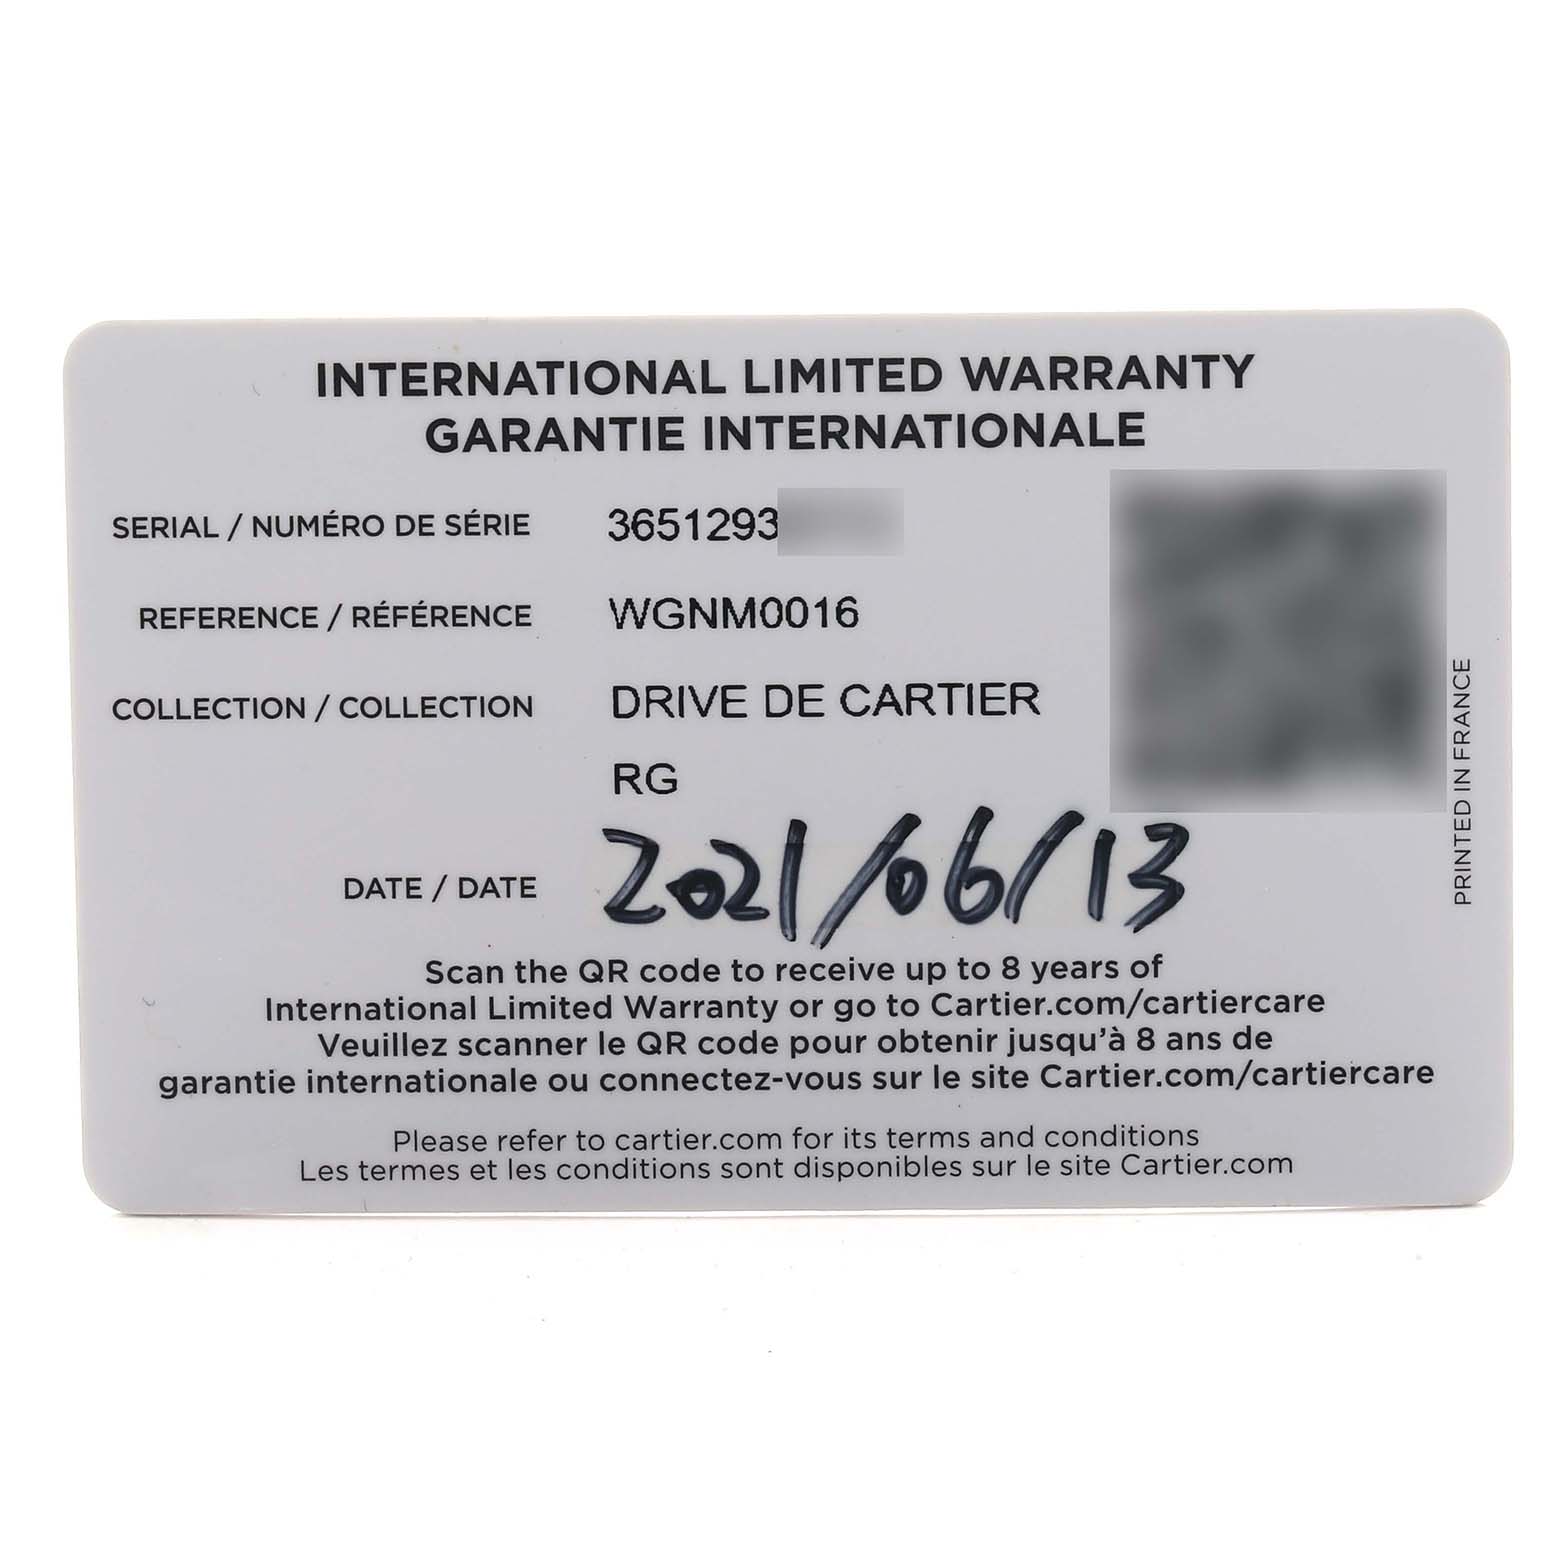 INTERNATIONAL LIMITED WARRANTY
GARANTIE INTERNATIONALE
SERIAL / NUMÉRO DE SÉRIE 3651293
REFERENCE / RÉFÉRENCE WGNM0016
COLLECTION / COLLECTION DRIVE DE CARTIER
RG
DATE / DATE 2021/06/13
PRINTED IN FRANCE
Scan the QR code to receive up to 8 years of
International Limited Warranty or go to Cartier.com/cartiercare
Veuillez scanner le QR code pour obtenir jusqu'à 8 ans de
garantie internationale ou connectez-vous sur le site Cartier.com/cartiercare
Please refer to cartier.com for its terms and conditions
Les termes et les conditions sont disponibles sur le site Cartier.com